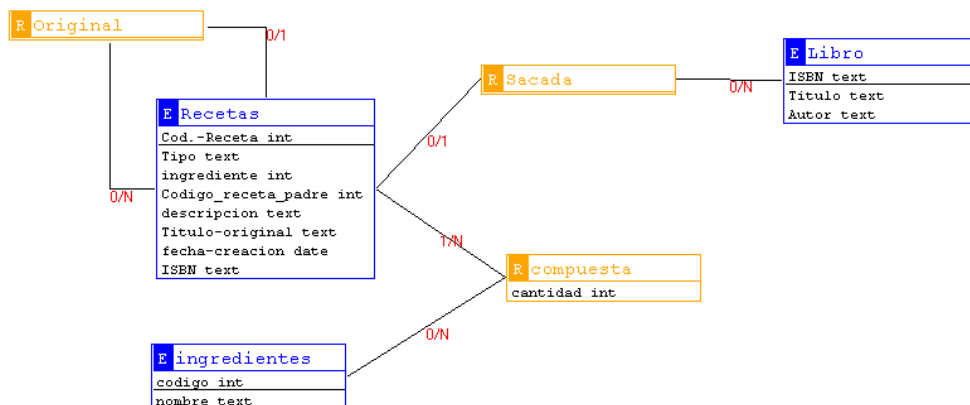 R Original
0/1
E Libro
ISBN text
Titulo text
Autor text
R Sacada
0/N
E Recetas
Cod.-Receta int
Tipo text
ingrediente int
Codigo_receta_padre int
descripcion text
Titulo-original text
fecha-creacion date
ISBN text
0/1
0/N
1/N
R compuesta
cantidad int
0/N
E ingredientes
codigo int
nombre text